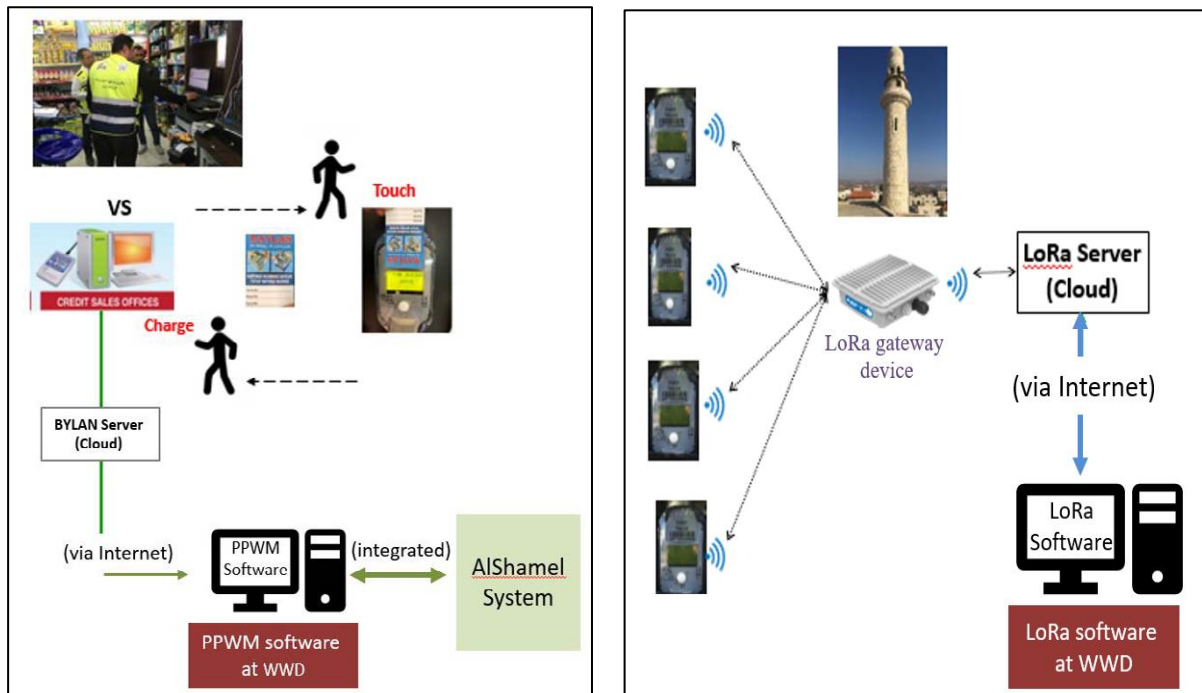 VS
Touch
CREDIT SALES OFFICES
Charge
BYLAN Server
(Cloud)
(via Internet)
PPWM
Software
(integrated)
AlShamel
System
PPWM software
at WWD
LoRa Server
(Cloud)
LoRa gateway
device
(via Internet)
LoRa
Software
LoRa software
at WWD